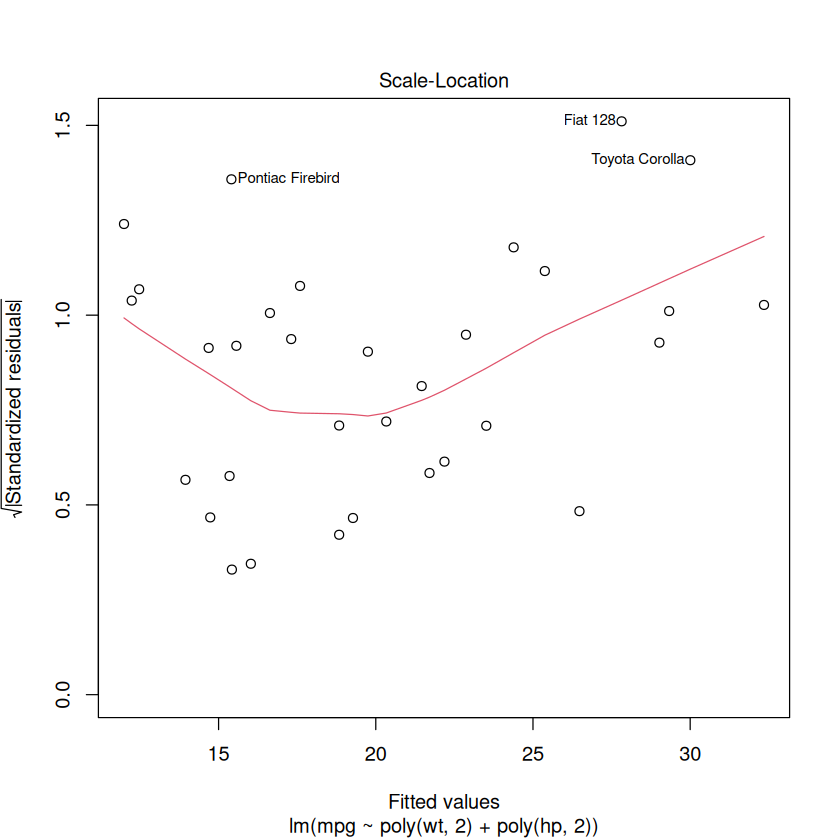 Scale-Location
Fiat 128
Toyota Corolla
Pontiac Firebird
√|Standardized residuals|
1.5
1.0
0.5
0.0
15 20 25 30
Fitted values
lm(mpg ~ poly(wt, 2) + poly(hp, 2))